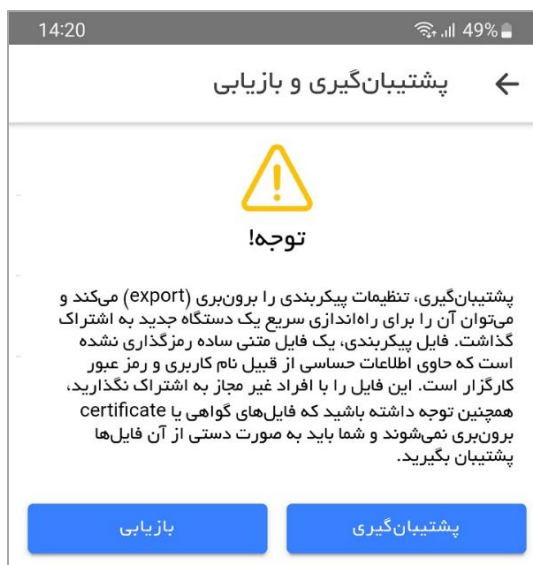 14:20
49%
پشتیبان‌گیری و بازیابی
توجه!
پشتیبان‌گیری، تنظیمات پیکربندی را برون‌بری (export) می‌کند و
می‌توان آن را برای راه‌اندازی سریع یک دستگاه جدید به اشتراک
گذاشت. فایل پیکربندی، یک فایل متنی ساده رمزگذاری نشده
است که حاوی اطلاعات حساسی از قبیل نام کاربری و رمز عبور
کارگزار است. این فایل را با افراد غیر مجاز به اشتراک نگذارید،
همچنین توجه داشته باشید که فایل‌های گواهی یا certificate
برون‌بری نمی‌شوند و شما باید به صورت دستی از آن فایل‌ها
پشتیبان بگیرید.
پشتیبان‌گیری
بازیابی